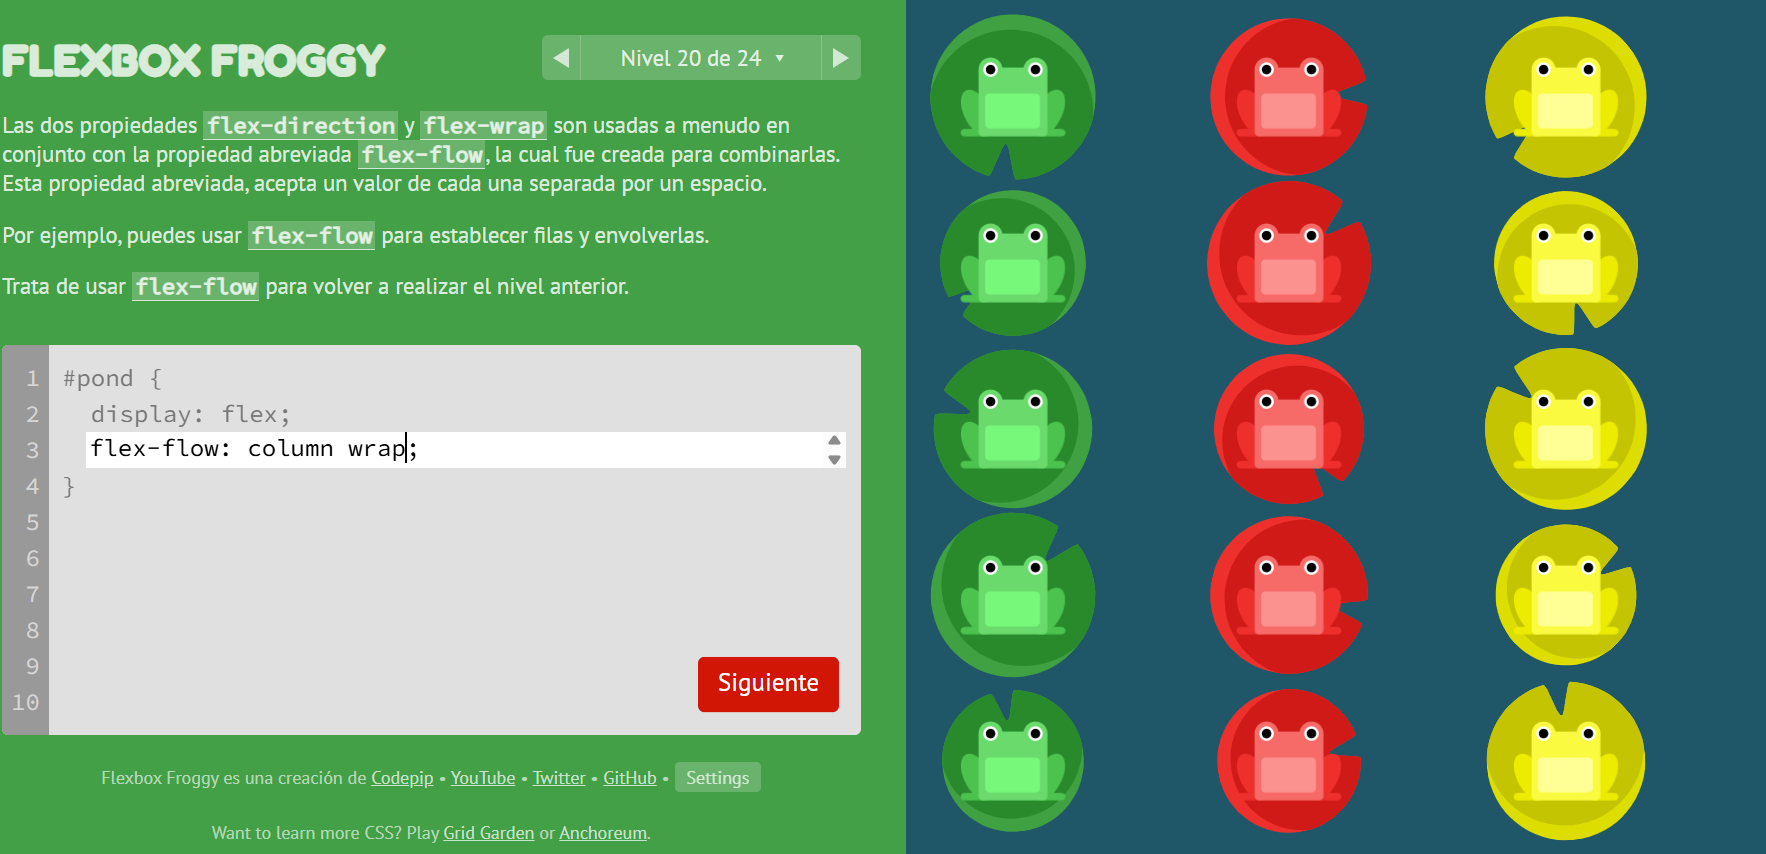 FLEXBOX FROGGY
Nivel 20 de 24
Las dos propiedades flex-direction y flex-wrap son usadas a menudo en
conjunto con la propiedad abreviada flex-flow, la cual fue creada para combinarlas.
Esta propiedad abreviada, acepta un valor de cada una separada por un espacio.
Por ejemplo, puedes usar flex-flow para establecer filas y envolverlas.
Trata de usar flex-flow para volver a realizar el nivel anterior.
1 #pond {
2 display: flex;
3 flex-flow: column wrap;
4 }
5
6
7
8
9
10
Siguiente
Flexbox Froggy es una creación de Codepip • YouTube • Twitter • GitHub • Settings
Want to learn more CSS? Play Grid Garden or Anchoreum.